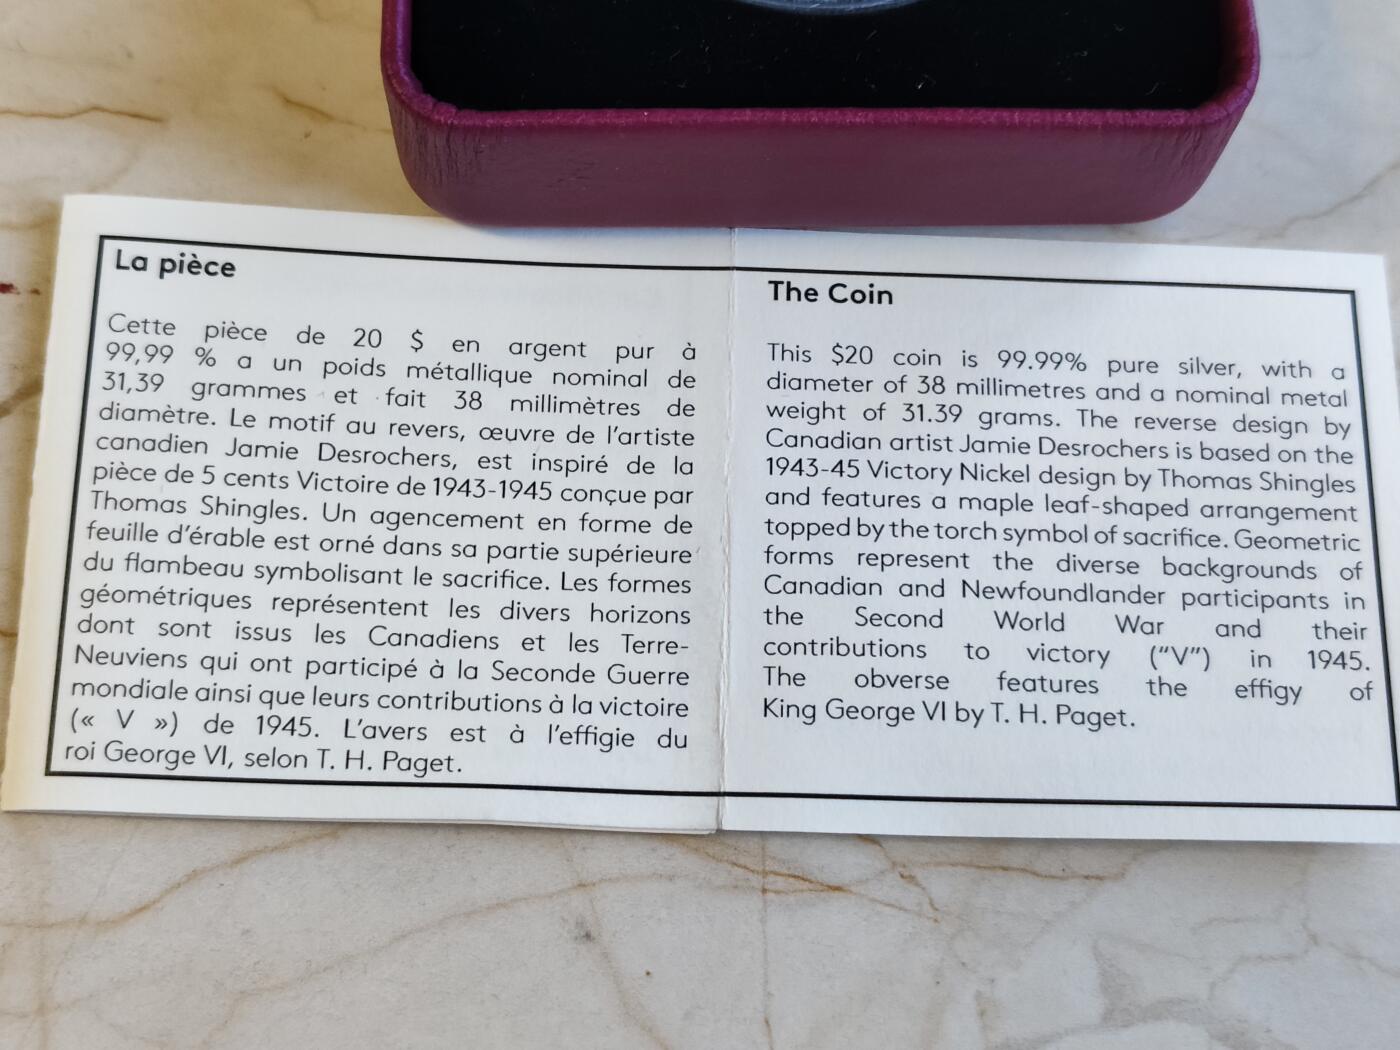 La pièce
Cette pièce de 20 $ en argent pur à
99,99 % a un poids métallique nominal de
31,39 grammes et fait 38 millimètres de
diamètre. Le motif au revers, œuvre de l'artiste
canadien Jamie Desrochers, est inspiré de la
pièce de 5 cents Victoire de 1943-1945 conçue par
Thomas Shingles. Un agencement en forme de
feuille d'érable est orné dans sa partie supérieure
du flambeau symbolisant le sacrifice. Les formes
géométriques représentent les divers horizons
dont sont issus les Canadiens et les Terre-
Neuviens qui ont participé à la Seconde Guerre
mondiale ainsi que leurs contributions à la victoire
(« V ») de 1945. L'avers est à l'effigie du
roi George VI, selon T. H. Paget.
The Coin
This $20 coin is 99.99% pure silver, with a
diameter of 38 millimetres and a nominal metal
weight of 31.39 grams. The reverse design by
Canadian artist Jamie Desrochers is based on the
1943-45 Victory Nickel design by Thomas Shingles
and features a maple leaf-shaped arrangement
topped by the torch symbol of sacrifice. Geometric
forms represent the diverse backgrounds of
Canadian and Newfoundlander participants in
the Second World War and their
contributions to victory ("V") in 1945.
The obverse features the effigy of
King George VI by T. H. Paget.